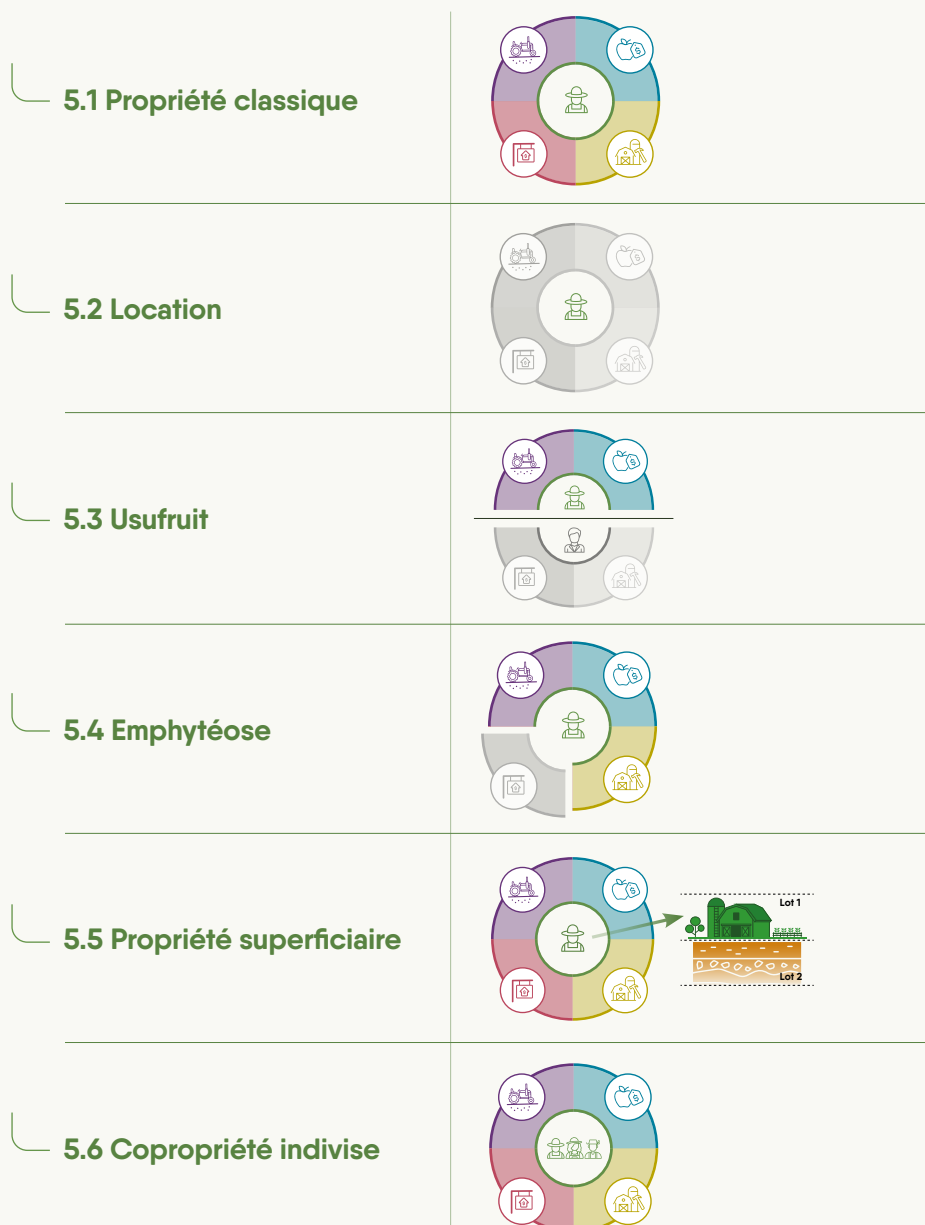 5.1 Propriété classique
$
5.2 Location
$
5.3 Usufruit
$
5.4 Emphytéose
$
5.5 Propriété superficiaire
$
Lot 1
Lot 2
5.6 Copropriété indivise
$